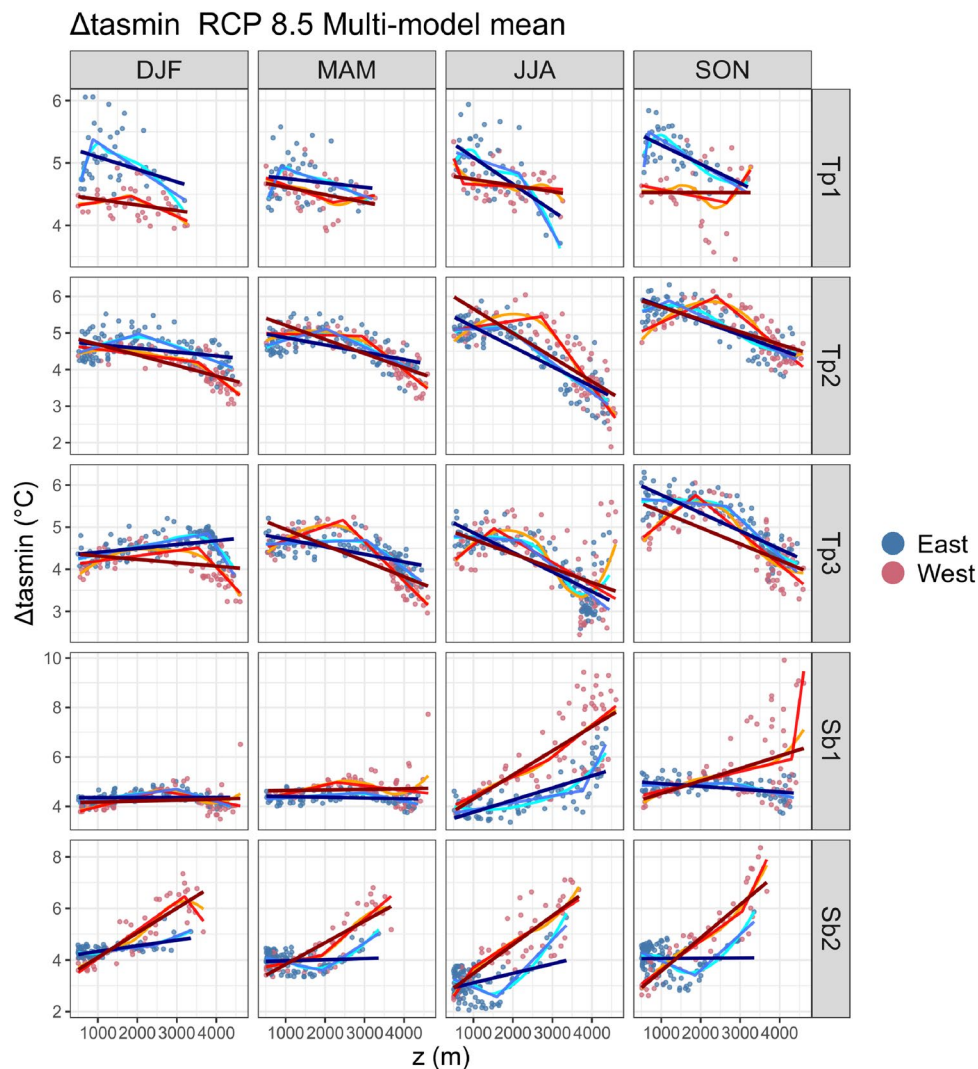 Δtasmin  RCP 8.5 Multi-model mean
DJF MAM JJA SON
6
5
4
Tp1
6
5
4
3
2
Tp2
6
5
4
3
Tp3
10
8
6
4
Sb1
8
6
4
2
Sb2
Δtasmin (°C)
East
West
1000 2000 3000 4000 1000 2000 3000 4000 1000 2000 3000 4000 1000 2000 3000 4000
z (m)